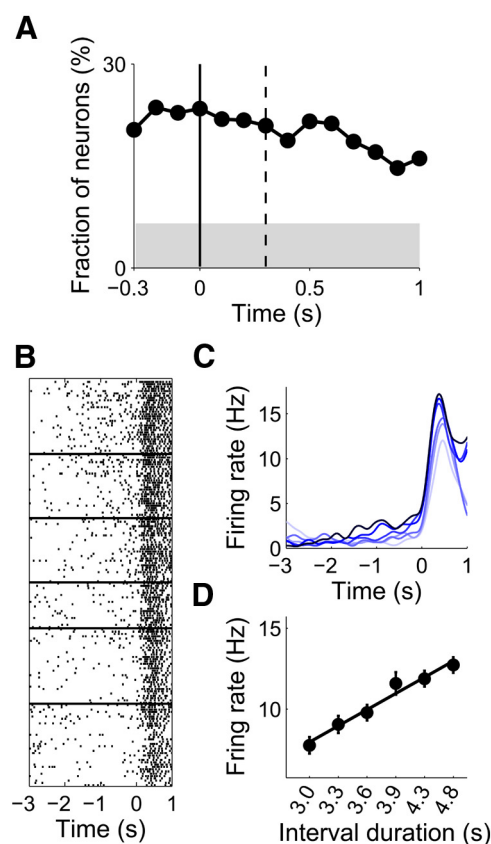 A
Fraction of neurons (%)
30
0
−0.3
0
0.5
1
Time (s)
B
−3
−2
−1
0
1
Time (s)
C
Firing rate (Hz)
15
10
5
0
−3
−2
−1
0
1
Time (s)
D
Firing rate (Hz)
15
10
3.0
3.3
3.6
3.9
4.3
4.8
Interval duration (s)